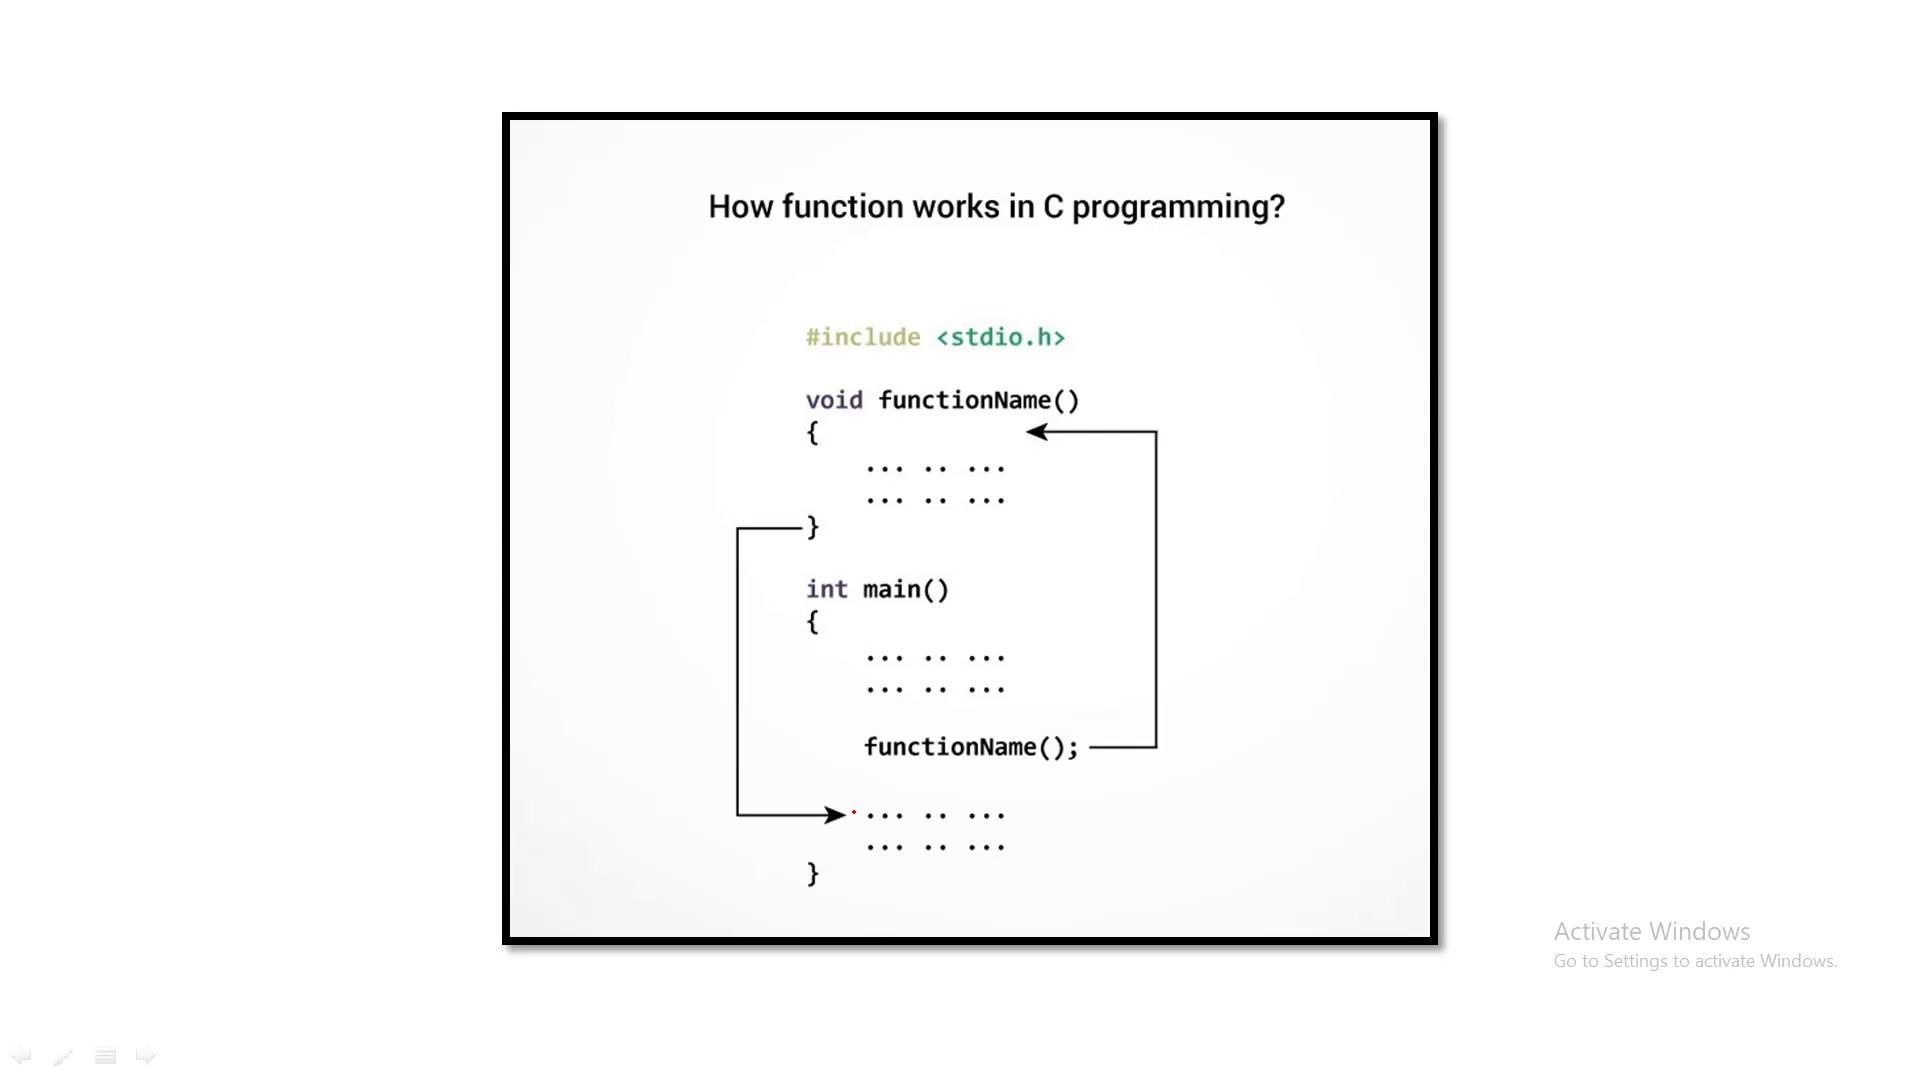 How function works in C programming?
#include <stdio.h>
void functionName()
{
... .. ...
... .. ...
}
int main()
{
... .. ...
... .. ...
functionName();
... .. ...
... .. ...
}
Activate Windows
Go to Settings to activate Windows.